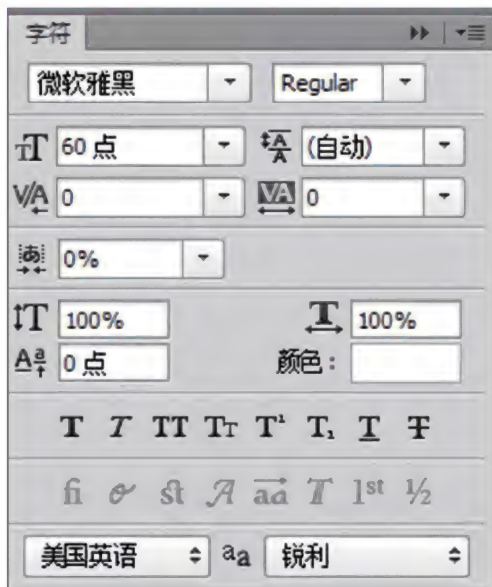 字符
微软雅黑 Regular
60 点 (自动)
0 0
0%
100% 100%
0 点 颜色：
T T TT Tt T¹ T₁ T T
fi st A aa T 1st ½
美国英语 aa 锐利